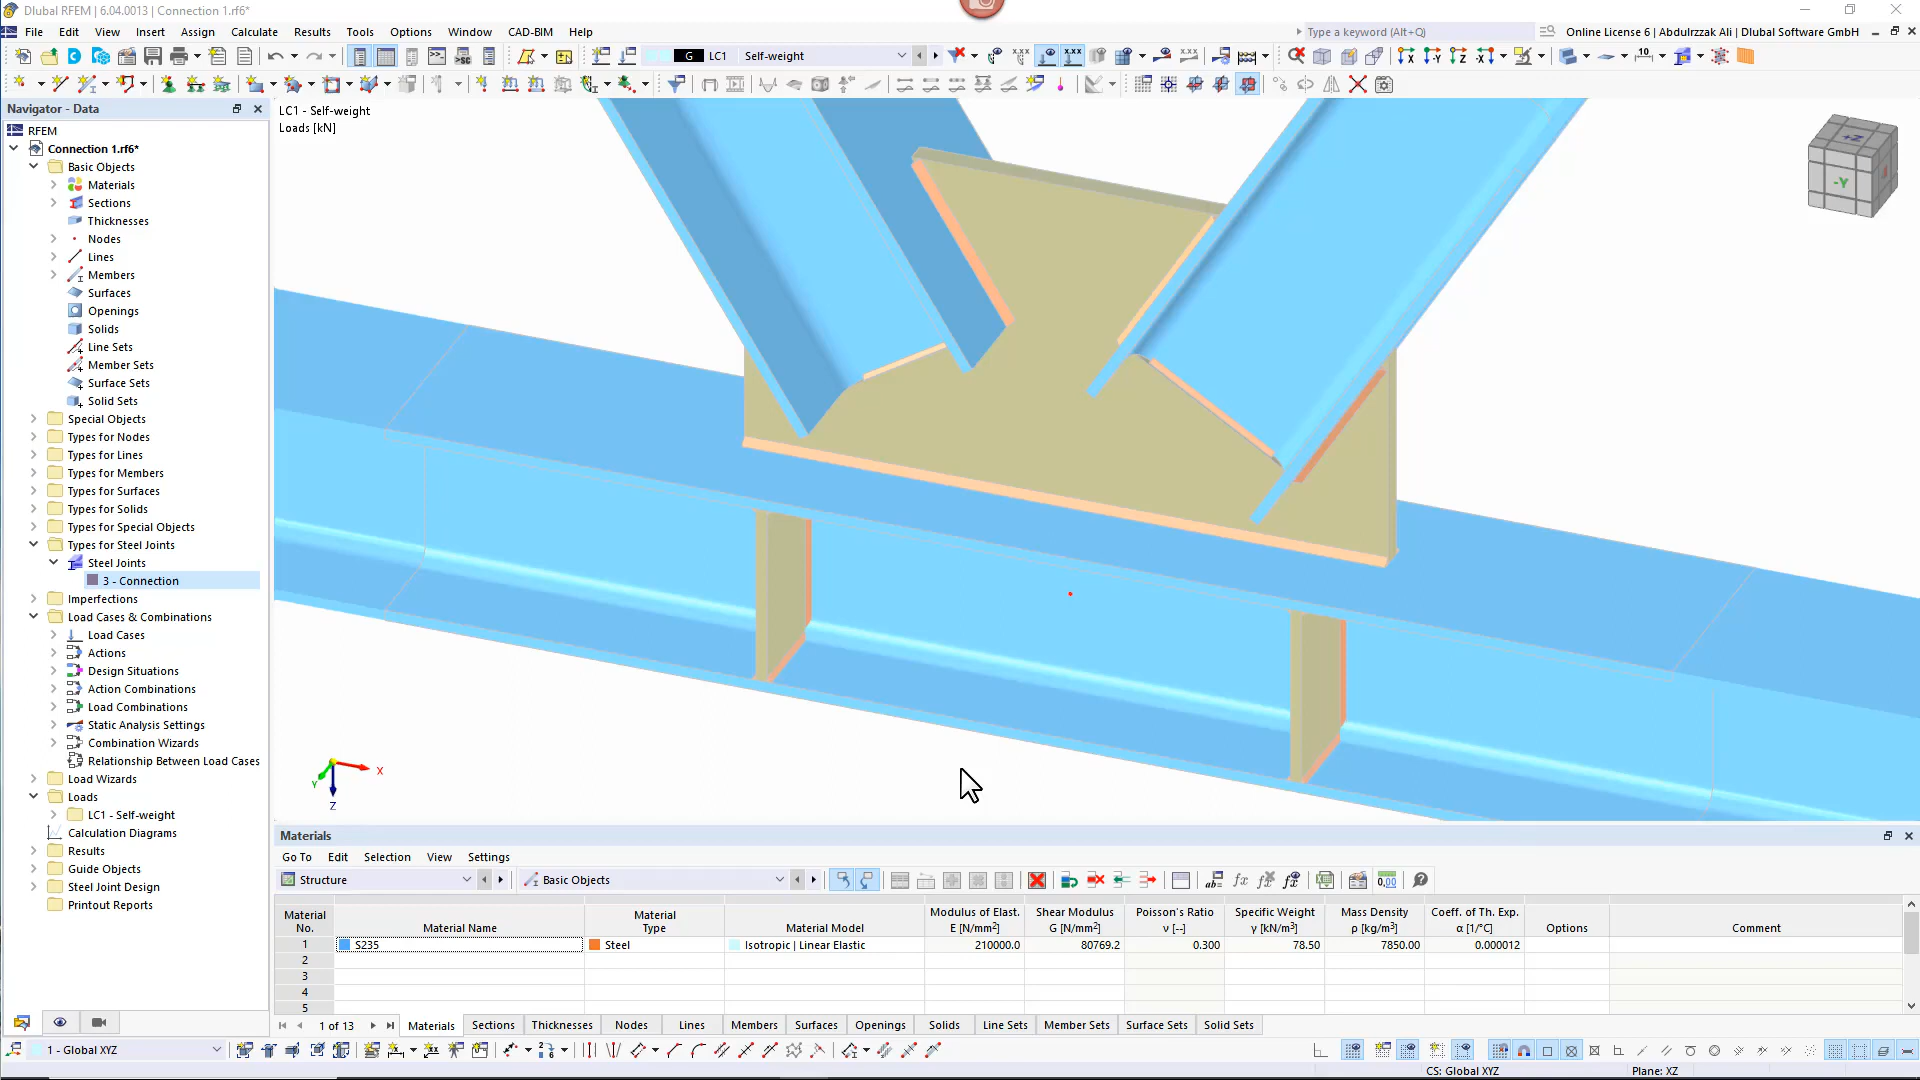 Dlubal RFEM | 6.04.0013 | Connection 1.rf6*
File Edit View Insert Assign Calculate Results Tools Options Window CAD-BIM Help
Type a keyword (Alt+Q)
Online License 6 | Abdulrzzak Ali | Dlubal Software GmbH
G LC1 Self-weight
Navigator - Data
RFEM
Connection 1.rf6*
Basic Objects
Materials
Sections
Thicknesses
Nodes
Lines
Members
Surfaces
Openings
Solids
Line Sets
Member Sets
Surface Sets
Solid Sets
Special Objects
Types for Nodes
Types for Lines
Types for Members
Types for Surfaces
Types for Solids
Types for Special Objects
Types for Steel Joints
Steel Joints
3 - Connection
Imperfections
Load Cases & Combinations
Load Cases
Actions
Design Situations
Action Combinations
Load Combinations
Static Analysis Settings
Combination Wizards
Relationship Between Load Cases
Load Wizards
Loads
LC1 - Self-weight
Calculation Diagrams
Results
Guide Objects
Steel Joint Design
Printout Reports
LC1 - Self-weight
Loads [kN]
+Z
-Y
X
Y
Z
Materials
Go To Edit Selection View Settings
Structure
Basic Objects
Material No. Material Name Material Type Material Model Modulus of Elast. E [N/mm²] Shear Modulus G [N/mm²] Poisson's Ratio ν [--] Specific Weight γ [kN/m³] Mass Density ρ [kg/m³] Coeff. of Th. Exp. α [1/°C] Options Comment
1 S235 Steel Isotropic | Linear Elastic 210000.0 80769.2 0.300 78.50 7850.00 0.000012
2
3
4
5
1 of 13 Materials Sections Thicknesses Nodes Lines Members Surfaces Openings Solids Line Sets Member Sets Surface Sets Solid Sets
1 - Global XYZ
CS: Global XYZ
Plane: XZ